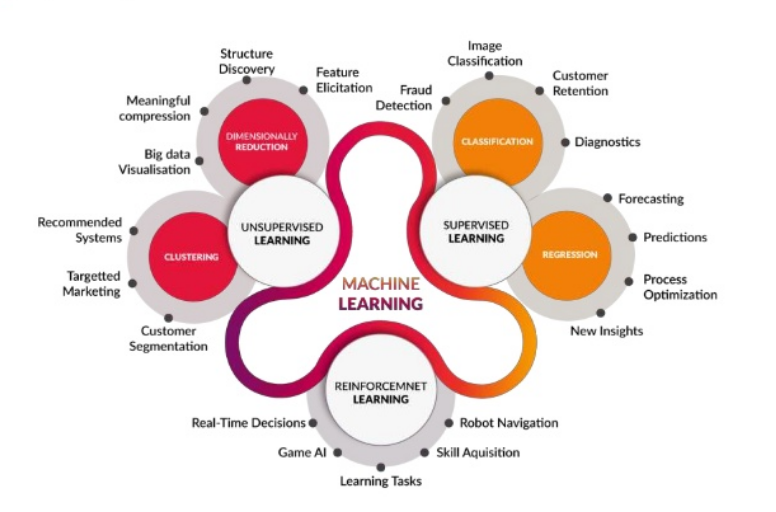 Structure
Discovery
Feature
Elicitation
Meaningful
compression
Big data
Visualisation
DIMENSIONALLY
REDUCTION
UNSUPERVISED
LEARNING
Recommended
Systems
Targetted
Marketing
Customer
Segmentation
CLUSTERING
Image
Classification
Fraud
Detection
Customer
Retention
Diagnostics
CLASSIFICATION
SUPERVISED
LEARNING
Forecasting
Predictions
Process
Optimization
New Insights
REGRESSION
MACHINE
LEARNING
REINFORCEMNET
LEARNING
Real-Time Decisions
Game AI
Learning Tasks
Skill Aquisition
Robot Navigation